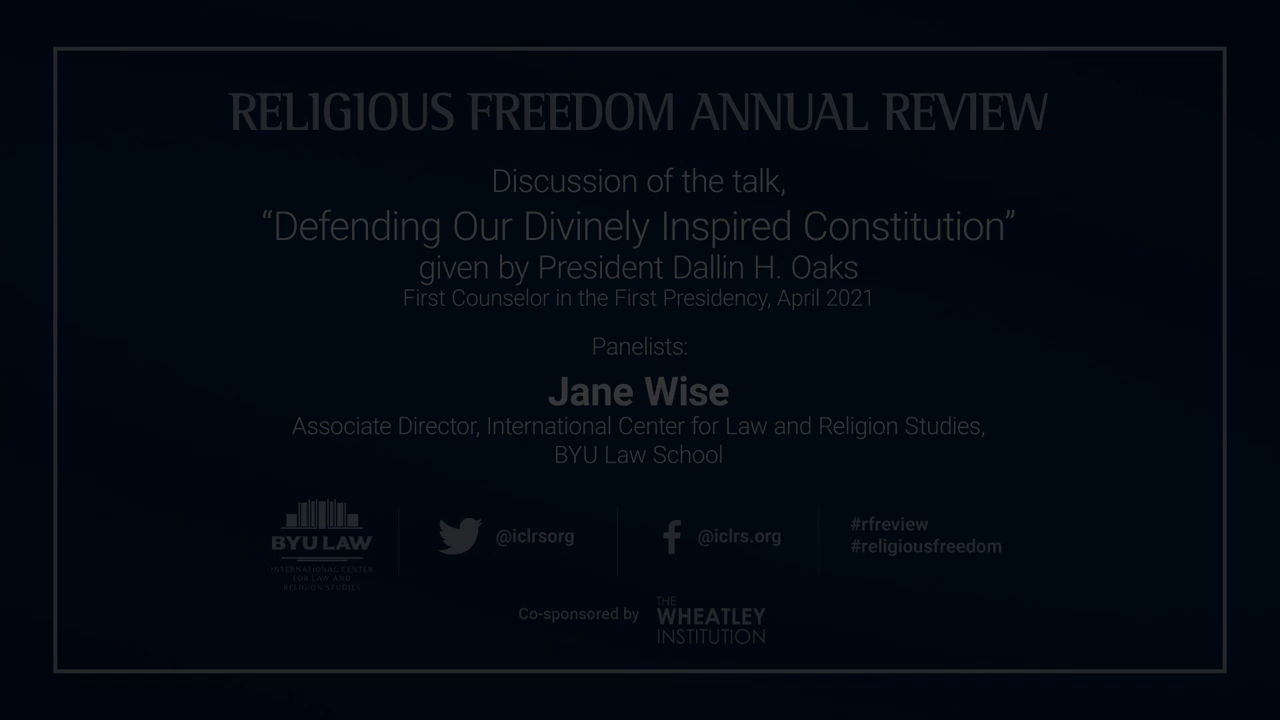 RELIGIOUS FREEDOM ANNUAL REVIEW
Discussion of the talk,
“Defending Our Divinely Inspired Constitution”
given by President Dallin H. Oaks
First Counselor in the First Presidency, April 2021
Panelists:
Jane Wise
Associate Director, International Center for Law and Religion Studies,
BYU Law School
BYU LAW
INTERNATIONAL CENTER
FOR LAW AND
RELIGION STUDIES
@iclrsorg
@iclrs.org
#rfreview
#religiousfreedom
Co-sponsored by
THE
WHEATLEY
INSTITUTION